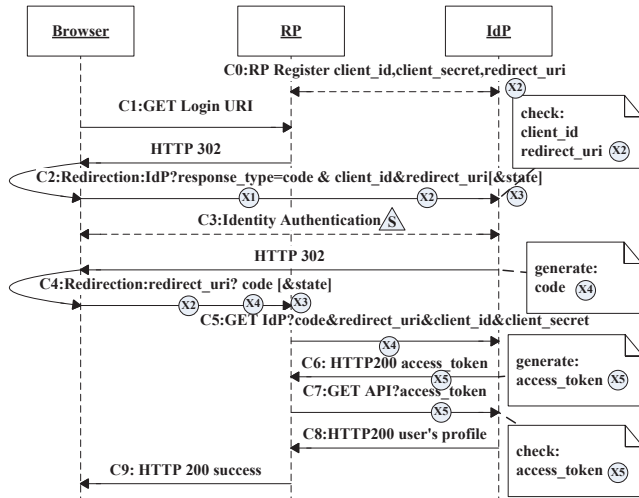 Browser RP IdP
C0:RP Register client_id,client_secret,redirect_uri
X2
C1:GET Login URI
check:
client_id
redirect_uri X2
HTTP 302
C2:Redirection:IdP?response_type=code & client_id&redirect_uri[&state]
X1 X2 X3
C3:Identity Authentication S
HTTP 302
generate:
code X4
C4:Redirection:redirect_uri? code [&state]
X2 X4 X3
C5:GET IdP?code&redirect_uri&client_id&client_secret
X4
C6: HTTP200 access_token
X5
generate:
access_token X5
C7:GET API?access_token
X5
C8:HTTP200 user's profile
check:
access_token X5
C9: HTTP 200 success